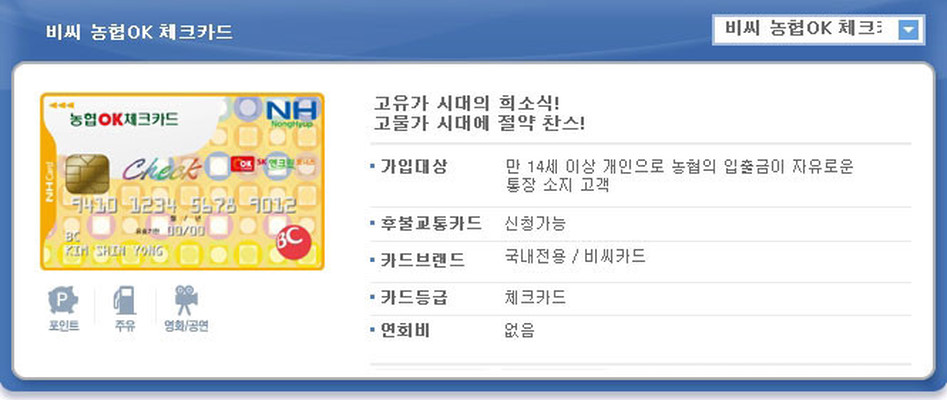 비씨 농협OK 체크카드
비씨 농협OK 체크
농협OK체크카드
NH
NongHyup
NH Card
Check
OK
SK 엔크린
9410 1234 5678 9012
월 / 년
유효기한 00/00
BC
KIM SHIN YONG
BC
포인트
주유
영화/공연
고유가 시대의 희소식!
고물가 시대에 절약 찬스!
가입대상 만 14세 이상 개인으로 농협의 입출금이 자유로운
통장 소지 고객
후불교통카드 신청가능
카드브랜드 국내전용 / 비씨카드
카드등급 체크카드
연회비 없음